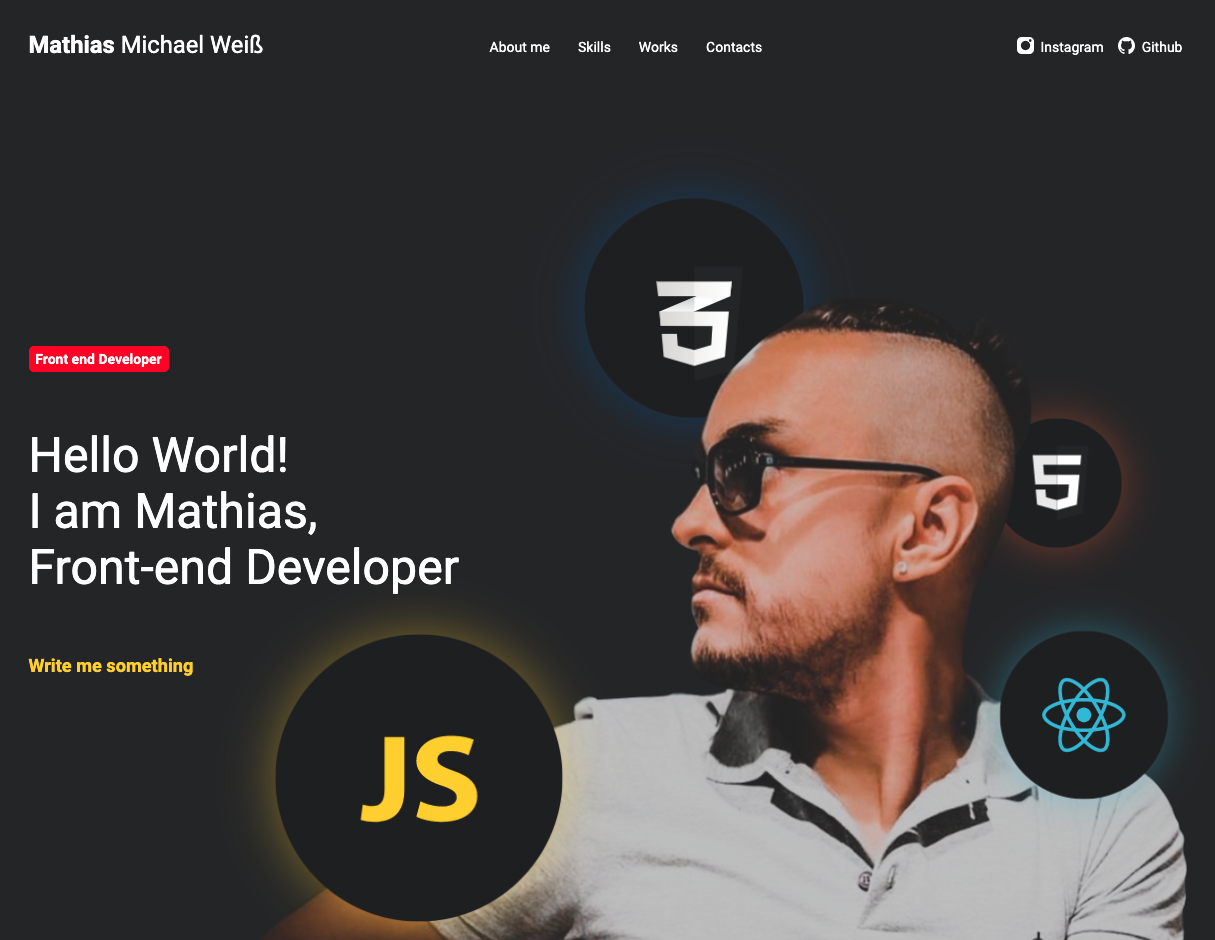 Mathias Michael Weiß
About me Skills Works Contacts
Instagram Github
Front end Developer
Hello World!
I am Mathias,
Front-end Developer
Write me something
JS